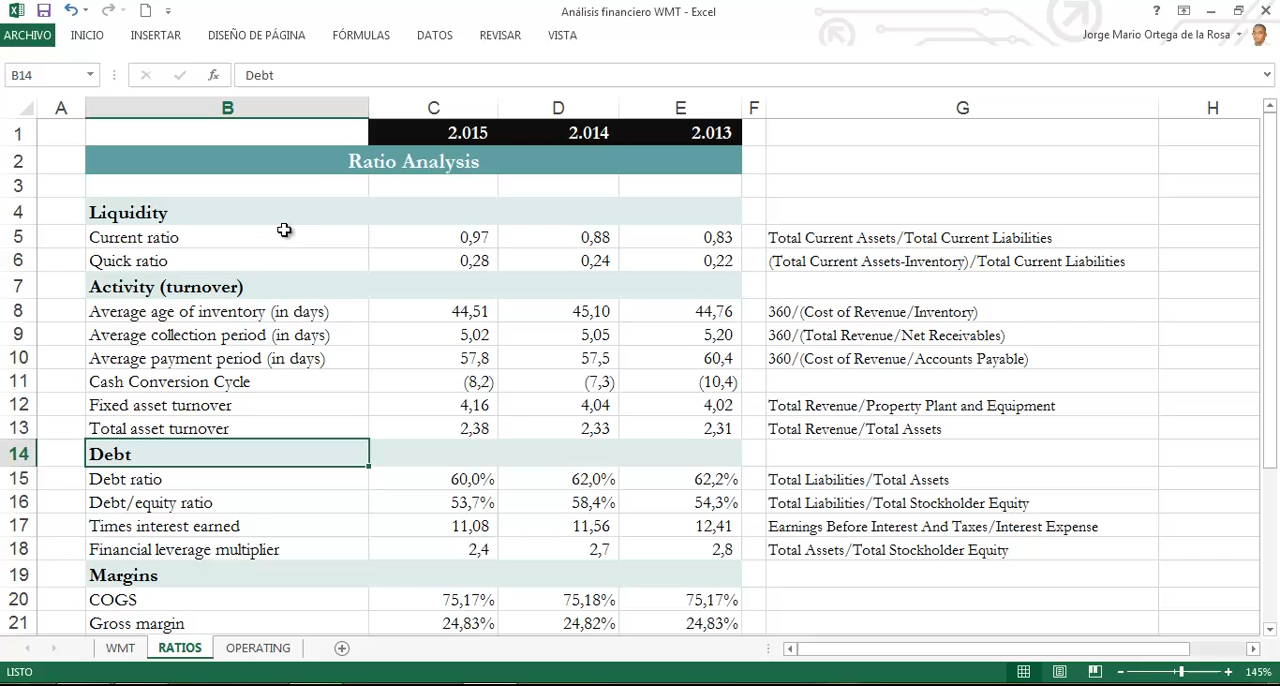 Análisis financiero WMT - Excel
ARCHIVO INICIO INSERTAR DISEÑO DE PÁGINA FÓRMULAS DATOS REVISAR VISTA Jorge Mario Ortega de la Rosa
B14 fx Debt
A B C D E F G H
1 2.015 2.014 2.013
2 Ratio Analysis
3
4 Liquidity
5 Current ratio 0,97 0,88 0,83 Total Current Assets/Total Current Liabilities
6 Quick ratio 0,28 0,24 0,22 (Total Current Assets-Inventory)/Total Current Liabilities
7 Activity (turnover)
8 Average age of inventory (in days) 44,51 45,10 44,76 360/(Cost of Revenue/Inventory)
9 Average collection period (in days) 5,02 5,05 5,20 360/(Total Revenue/Net Receivables)
10 Average payment period (in days) 57,8 57,5 60,4 360/(Cost of Revenue/Accounts Payable)
11 Cash Conversion Cycle (8,2) (7,3) (10,4)
12 Fixed asset turnover 4,16 4,04 4,02 Total Revenue/Property Plant and Equipment
13 Total asset turnover 2,38 2,33 2,31 Total Revenue/Total Assets
14 Debt
15 Debt ratio 60,0% 62,0% 62,2% Total Liabilities/Total Assets
16 Debt/equity ratio 53,7% 58,4% 54,3% Total Liabilities/Total Stockholder Equity
17 Times interest earned 11,08 11,56 12,41 Earnings Before Interest And Taxes/Interest Expense
18 Financial leverage multiplier 2,4 2,7 2,8 Total Assets/Total Stockholder Equity
19 Margins
20 COGS 75,17% 75,18% 75,17%
21 Gross margin 24,83% 24,82% 24,83%
WMT RATIOS OPERATING
LISTO 145%